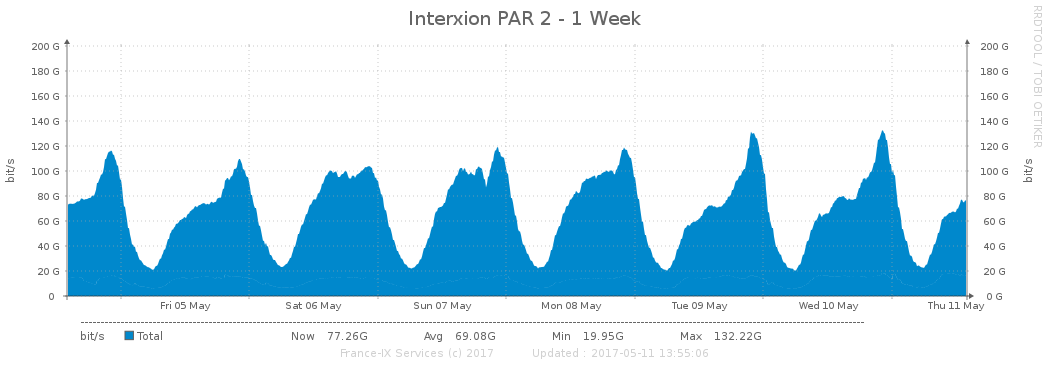 Interxion PAR 2 - 1 Week
RRDTOOL / TOBI OETIKER
bit/s
bit/s
200 G 200 G
180 G 180 G
160 G 160 G
140 G 140 G
120 G 120 G
100 G 100 G
80 G 80 G
60 G 60 G
40 G 40 G
20 G 20 G
0 0 G
Fri 05 May Sat 06 May Sun 07 May Mon 08 May Tue 09 May Wed 10 May Thu 11 May
bit/s Total Now 77.26G Avg 69.08G Min 19.95G Max 132.22G
France-IX Services (c) 2017 Updated : 2017-05-11 13:55:06